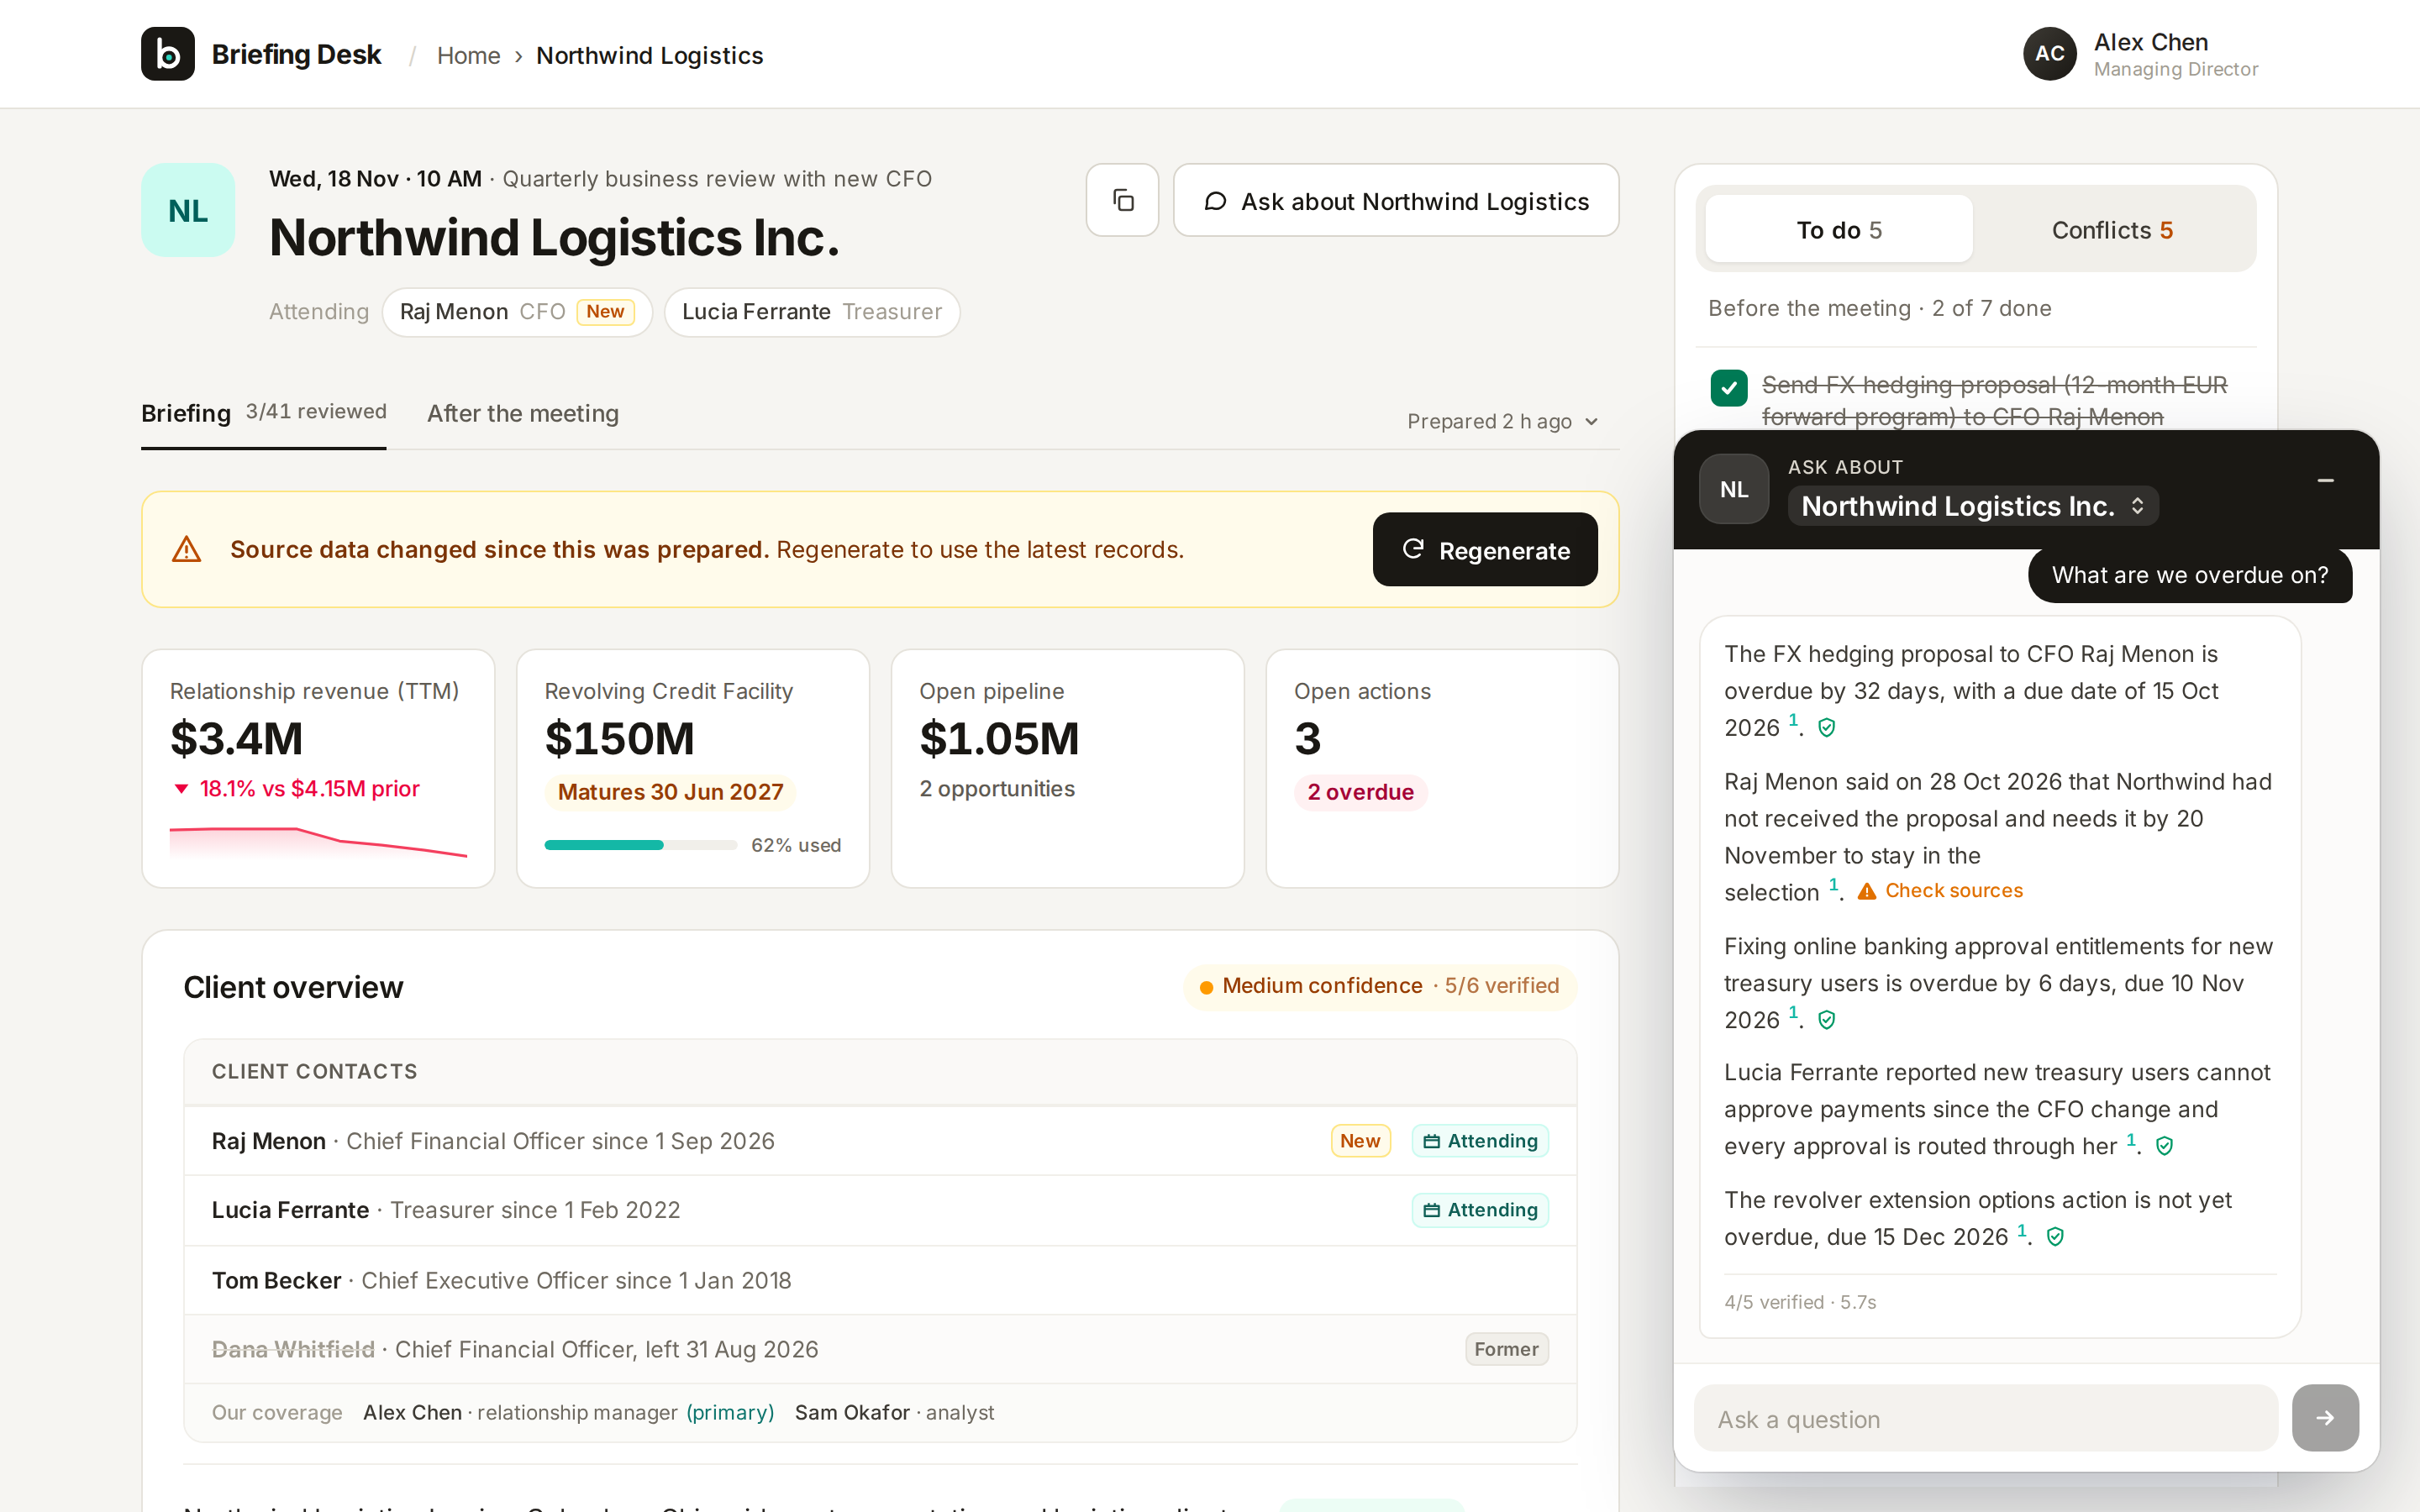 b Briefing Desk / Home › Northwind Logistics
AC Alex Chen
Managing Director
NL
Wed, 18 Nov · 10 AM · Quarterly business review with new CFO
Northwind Logistics Inc.
Attending Raj Menon CFO New Lucia Ferrante Treasurer
Ask about Northwind Logistics
Briefing 3/41 reviewed After the meeting
Prepared 2 h ago
Source data changed since this was prepared. Regenerate to use the latest records.
Regenerate
Relationship revenue (TTM)
$3.4M
18.1% vs $4.15M prior
Revolving Credit Facility
$150M
Matures 30 Jun 2027
62% used
Open pipeline
$1.05M
2 opportunities
Open actions
3
2 overdue
Client overview
Medium confidence · 5/6 verified
CLIENT CONTACTS
Raj Menon · Chief Financial Officer since 1 Sep 2026 New Attending
Lucia Ferrante · Treasurer since 1 Feb 2022 Attending
Tom Becker · Chief Executive Officer since 1 Jan 2018
Dana Whitfield · Chief Financial Officer, left 31 Aug 2026 Former
Our coverage Alex Chen · relationship manager (primary) Sam Okafor · analyst
To do 5 Conflicts 5
Before the meeting · 2 of 7 done
Send FX hedging proposal (12-month EUR
forward program) to CFO Raj Menon
NL
ASK ABOUT
Northwind Logistics Inc.
What are we overdue on?
The FX hedging proposal to CFO Raj Menon is
overdue by 32 days, with a due date of 15 Oct
2026 1.
Raj Menon said on 28 Oct 2026 that Northwind had
not received the proposal and needs it by 20
November to stay in the
selection 1. Check sources
Fixing online banking approval entitlements for new
treasury users is overdue by 6 days, due 10 Nov
2026 1.
Lucia Ferrante reported new treasury users cannot
approve payments since the CFO change and
every approval is routed through her 1.
The revolver extension options action is not yet
overdue, due 15 Dec 2026 1.
4/5 verified · 5.7s
Ask a question